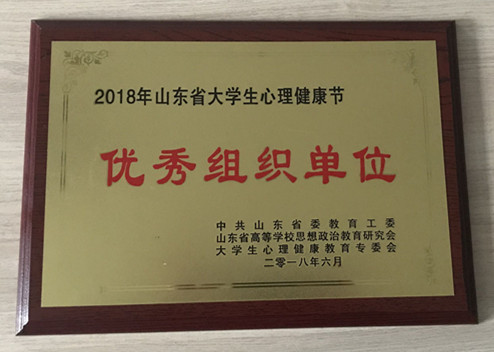 2018年山东省大学生心理健康节
优秀组织单位
中共山东省委教育工委
山东省高等学校思想政治教育研究会
大学生心理健康教育专委会
二零一八年六月